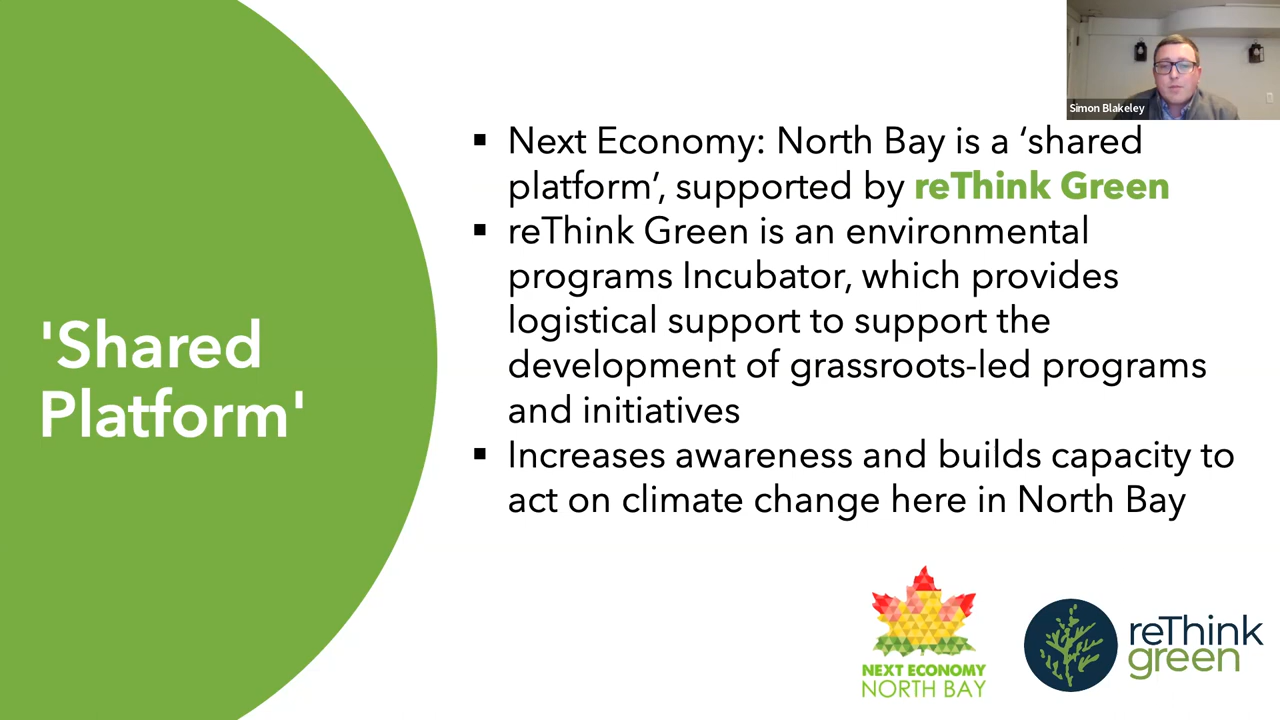 Simon Blakeley
'Shared
Platform'
▪ Next Economy: North Bay is a ‘shared
platform’, supported by reThink Green
▪ reThink Green is an environmental
programs Incubator, which provides
logistical support to support the
development of grassroots-led programs
and initiatives
▪ Increases awareness and builds capacity to
act on climate change here in North Bay
NEXT ECONOMY
NORTH BAY
reThink
green